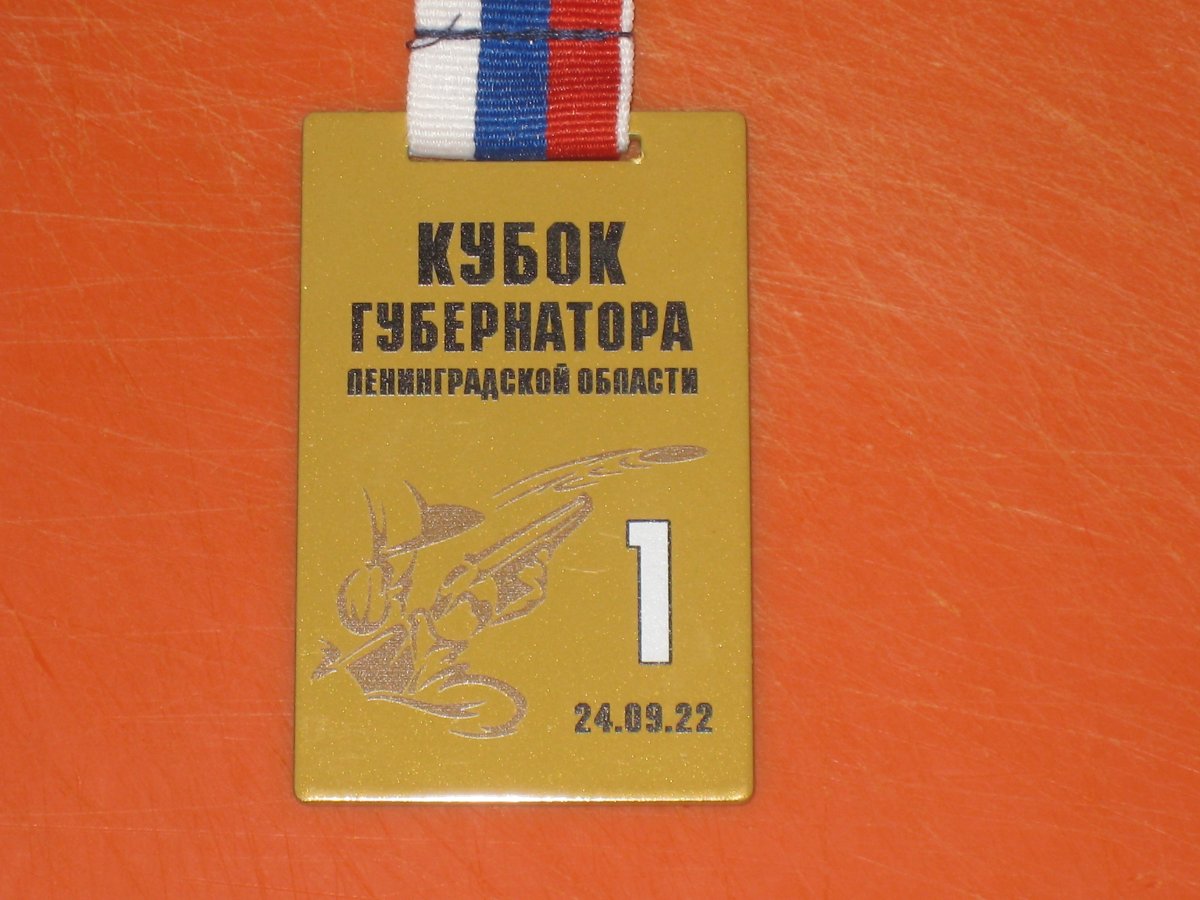 КУБОК
ГУБЕРНАТОРА
ЛЕНИНГРАДСКОЙ ОБЛАСТИ
1
24.09.22